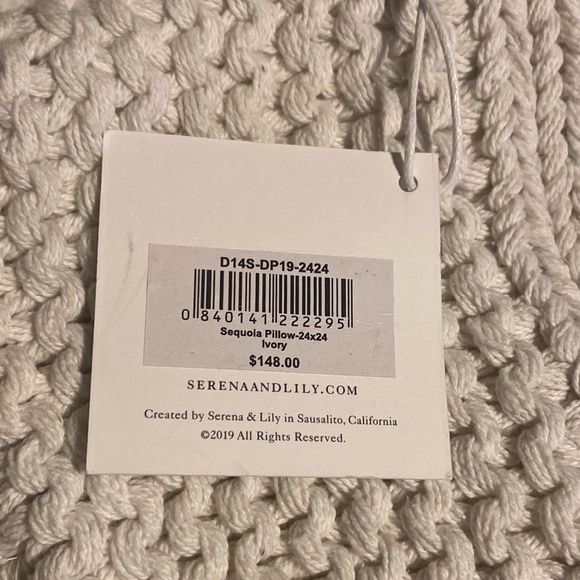 D14S-DP19-2424
0 840141 222295
Sequoia Pillow-24x24
Ivory
$148.00
SERENAANDLILY.COM
Created by Serena & Lily in Sausalito, California
©2019 All Rights Reserved.